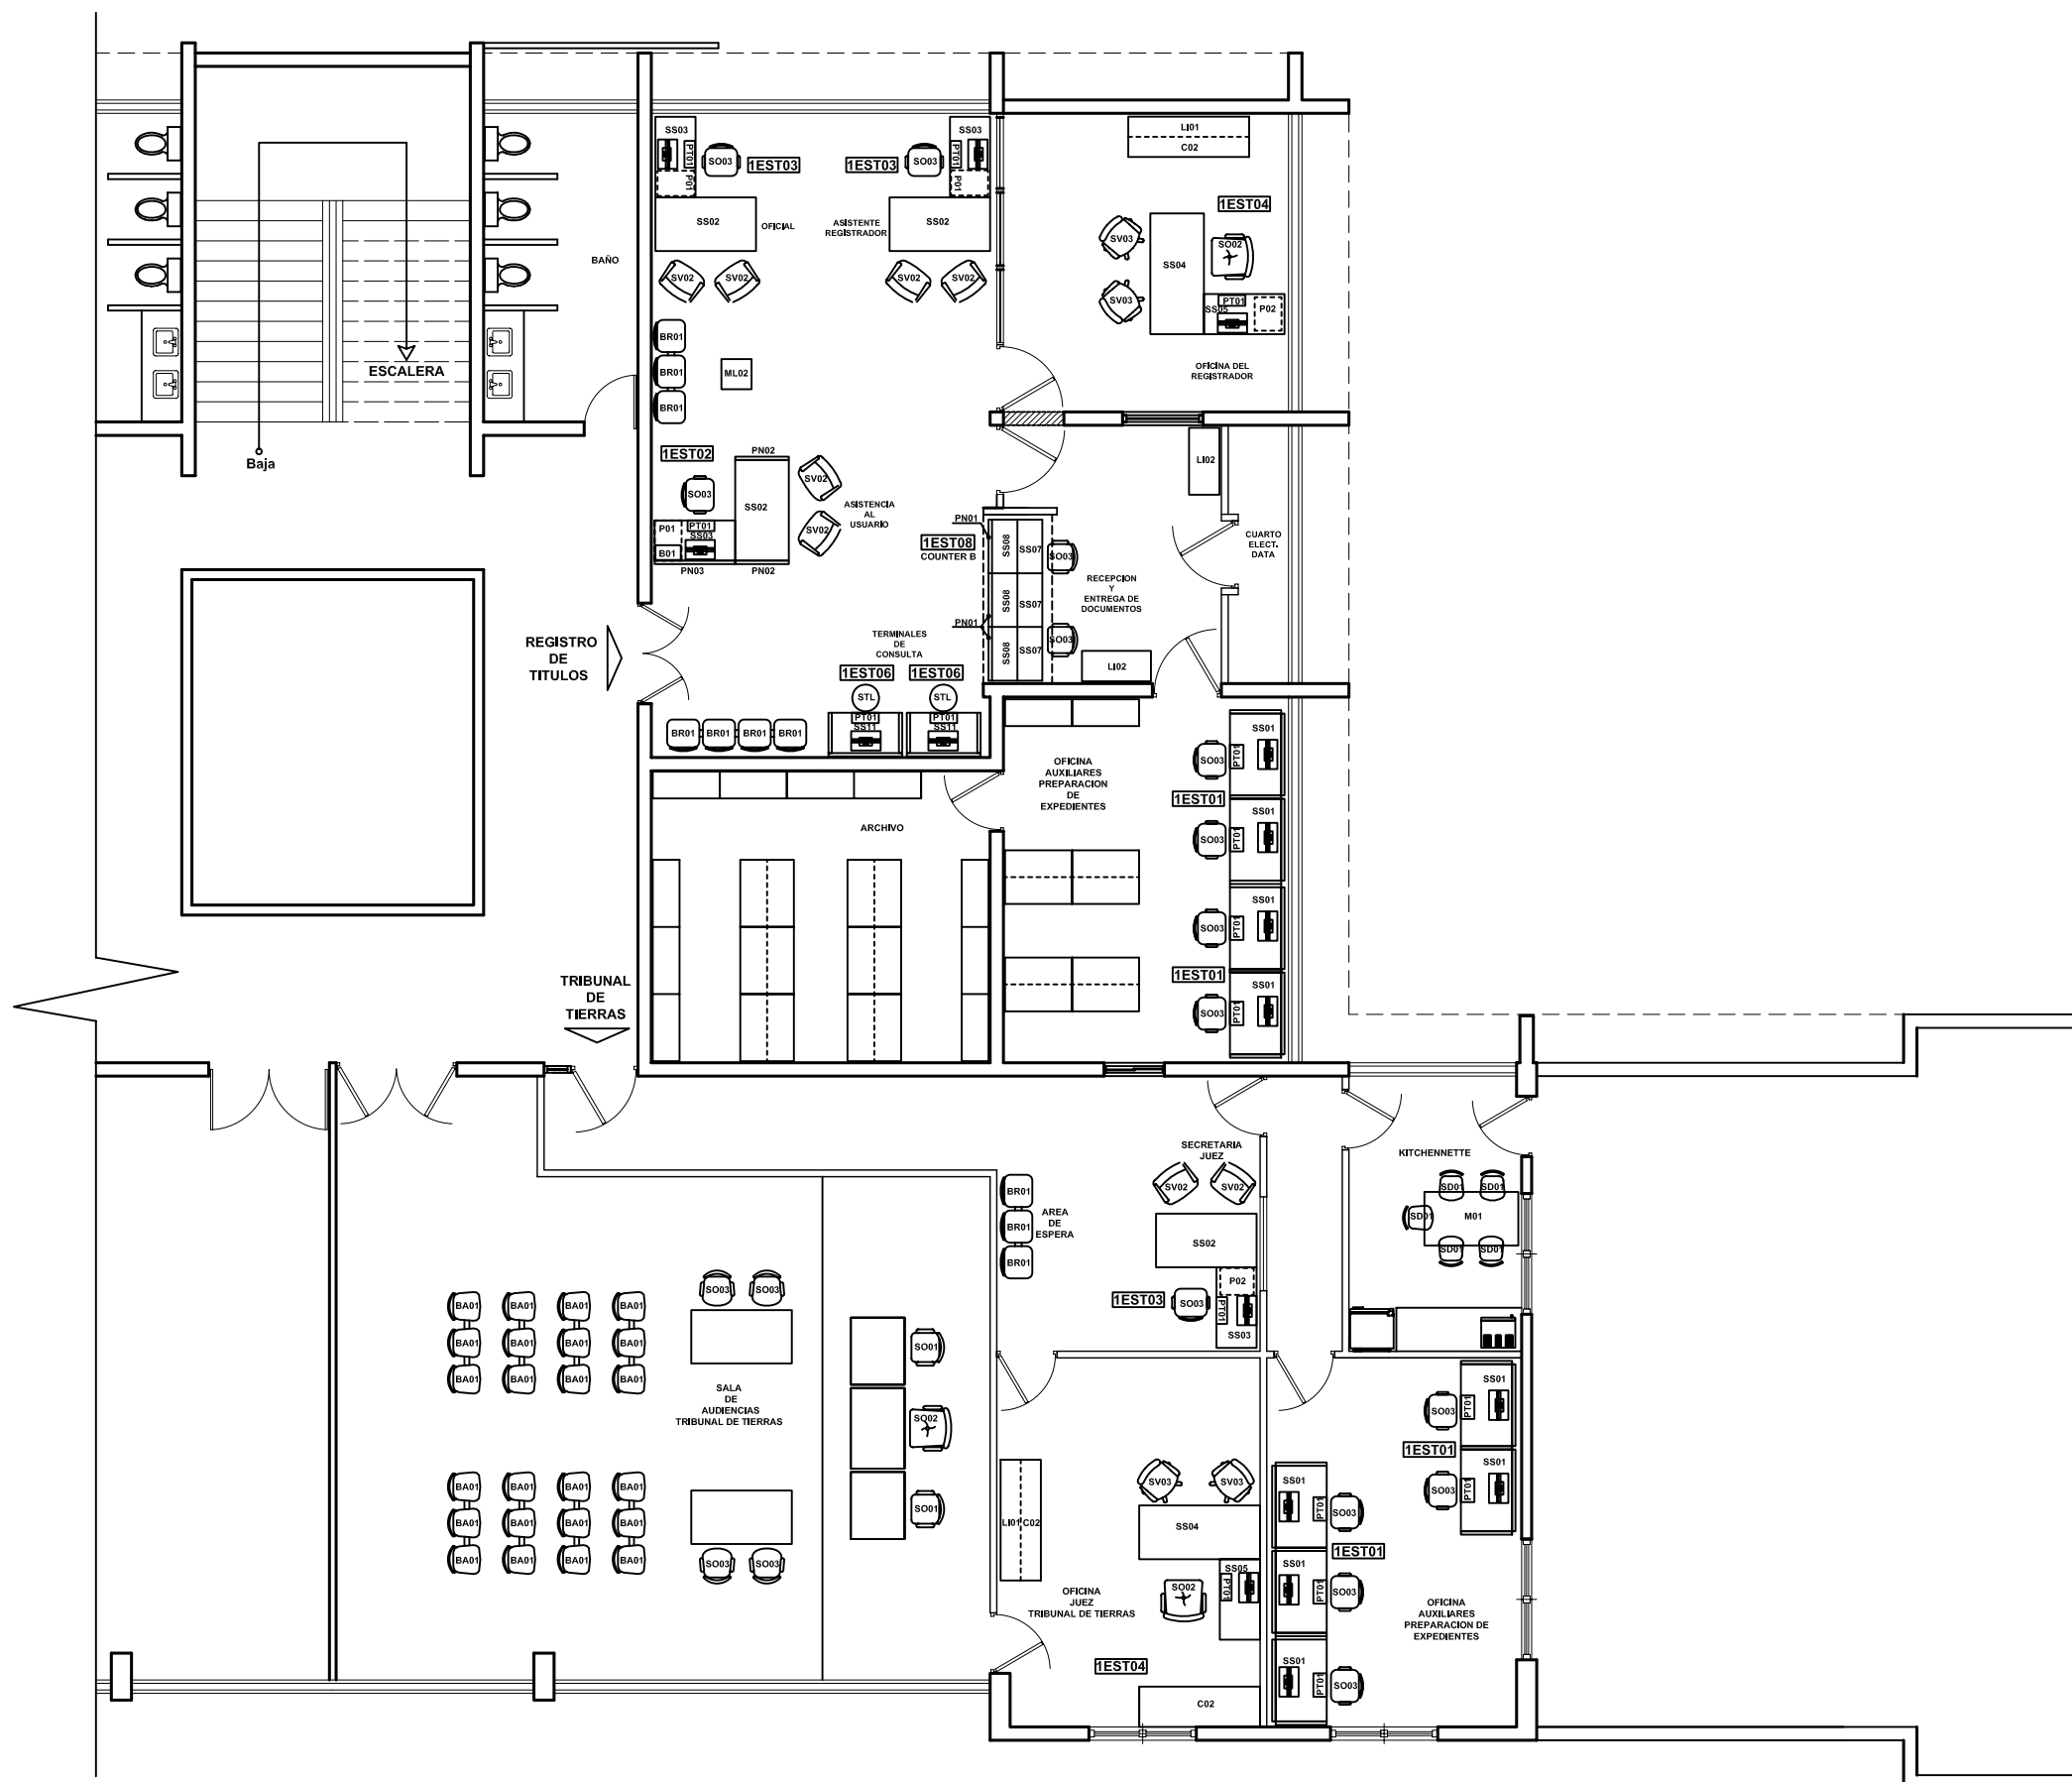 SS03
PT01
P01
SO03
1EST03
SS02
OFICIAL
SV02
SV02
1EST03
SO03
SS03
PT01
P01
ASISTENTE
REGISTRADOR
SS02
SV02
SV02
LI01
C02
1EST04
SV03
SV03
SS04
SO02
PT01
SS05
P02
OFICINA DEL
REGISTRADOR
BAÑO
ESCALERA
Baja
BR01
BR01
BR01
ML02
1EST02
PN02
SO03
SS02
SV02
SV02
ASISTENCIA
AL
USUARIO
P01
PT01
SS03
B01
PN03
PN02
PN01
1EST08
COUNTER B
PN01
SS08
SS07
SS08
SS07
SS08
SS07
SO03
SO03
RECEPCION
Y
ENTREGA DE
DOCUMENTOS
LI02
LI02
CUARTO
ELECT.
DATA
REGISTRO
DE
TITULOS
TERMINALES
DE
CONSULTA
1EST06
1EST06
STL
STL
PT01
SS11
PT01
SS11
BR01
BR01
BR01
BR01
ARCHIVO
OFICINA
AUXILIARES
PREPARACION
DE
EXPEDIENTES
SS01
SO03
PT01
1EST01
SS01
SO03
PT01
SS01
SO03
PT01
1EST01
SS01
SO03
PT01
TRIBUNAL
DE
TIERRAS
SECRETARIA
JUEZ
SV02
SV02
BR01
BR01
BR01
AREA
DE
ESPERA
SS02
P02
1EST03
SO03
PT01
SS03
KITCHENNETTE
SD01
SD01
SD01
M01
SD01
SD01
BA01
BA01
BA01
BA01
BA01
BA01
BA01
BA01
BA01
BA01
BA01
BA01
SO03
SO03
SALA
DE
AUDIENCIAS
TRIBUNAL DE TIERRAS
BA01
BA01
BA01
BA01
BA01
BA01
BA01
BA01
BA01
BA01
BA01
BA01
SO03
SO03
SO01
SO02
SO01
LI01
C02
SV03
SV03
SS04
SS05
PT01
SO02
OFICINA
JUEZ
TRIBUNAL DE TIERRAS
1EST04
C02
SS01
SO03
PT01
1EST01
SS01
SO03
PT01
SS01
PT01
SO03
1EST01
SS01
PT01
SO03
SS01
PT01
SO03
OFICINA
AUXILIARES
PREPARACION DE
EXPEDIENTES